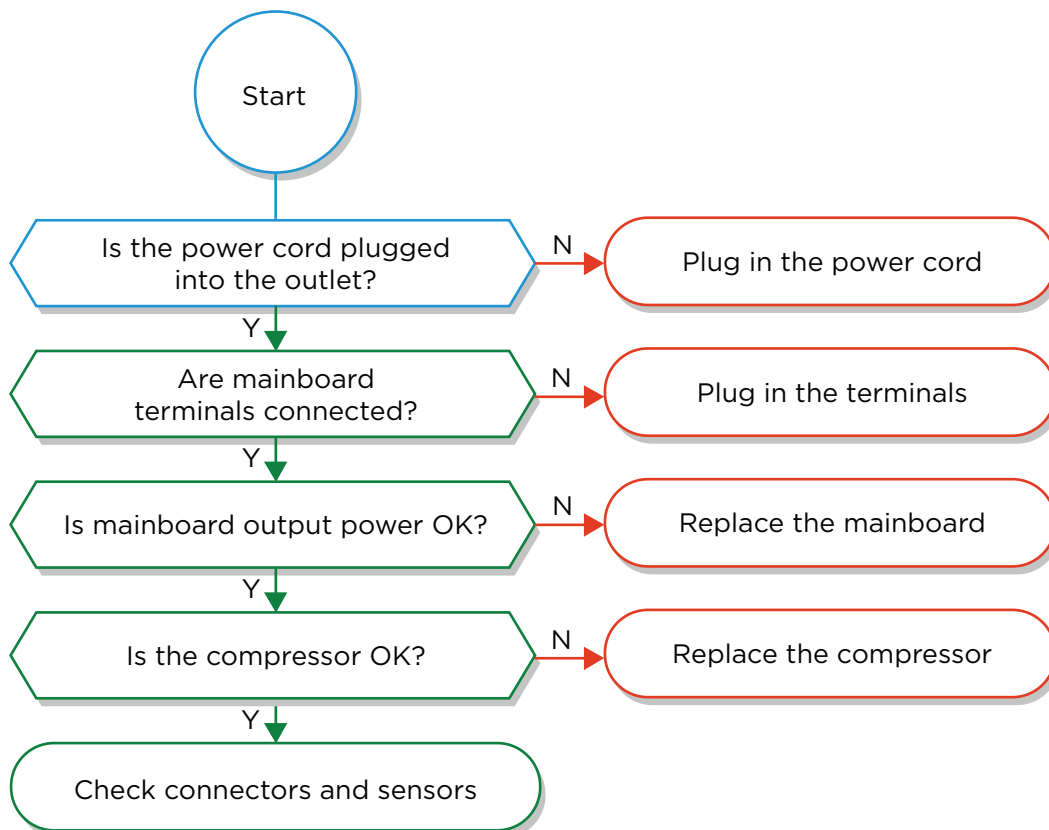 Start
Is the power cord plugged
into the outlet?
N
Plug in the power cord
Y
Are mainboard
terminals connected?
N
Plug in the terminals
Y
Is mainboard output power OK?
N
Replace the mainboard
Y
Is the compressor OK?
N
Replace the compressor
Y
Check connectors and sensors